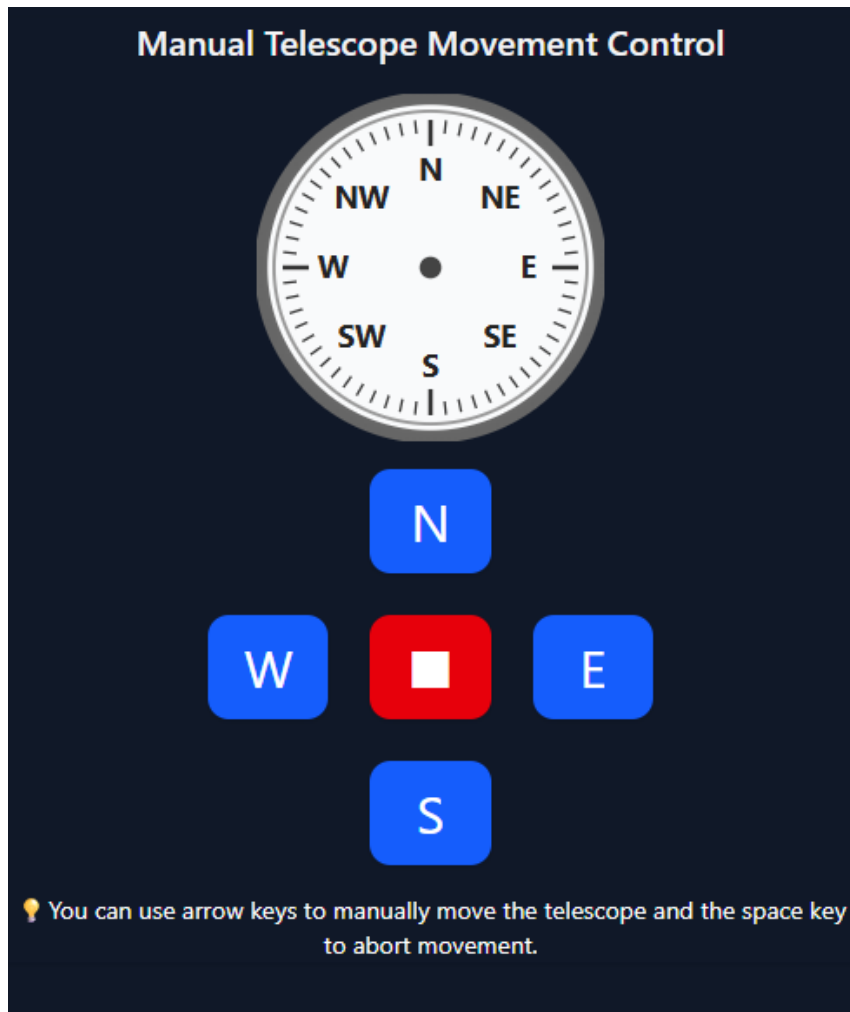 Manual Telescope Movement Control
N
NW NE
W E
SW SE
S
N
W E
S
You can use arrow keys to manually move the telescope and the space key
to abort movement.